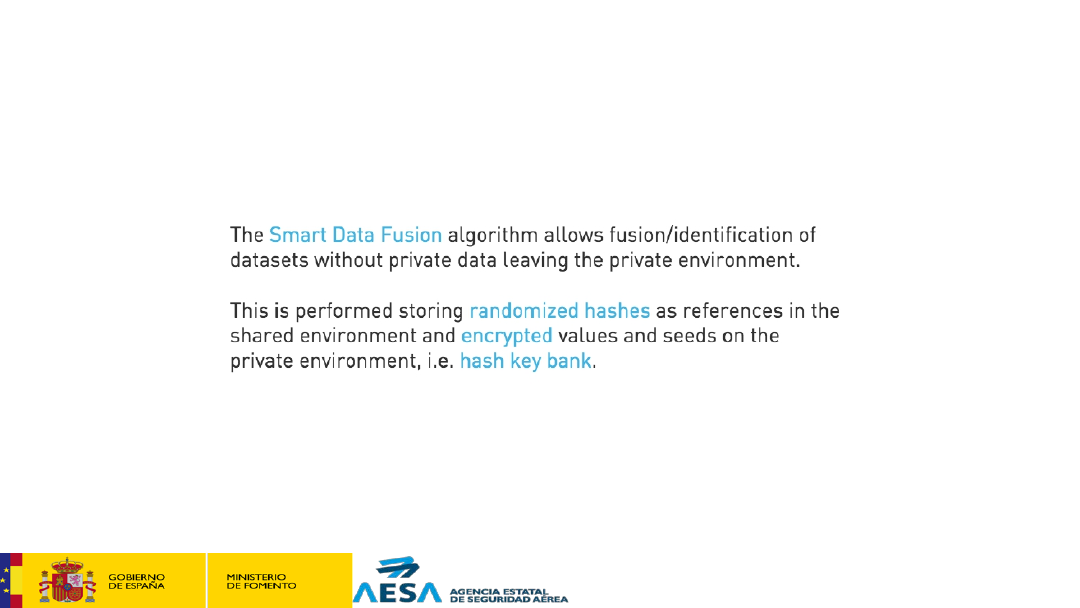 The Smart Data Fusion algorithm allows fusion/identification of
datasets without private data leaving the private environment.
This is performed storing randomized hashes as references in the
shared environment and encrypted values and seeds on the
private environment, i.e. hash key bank.
GOBIERNO
DE ESPAÑA
MINISTERIO
DE FOMENTO
AESA
AGENCIA ESTATAL
DE SEGURIDAD AÉREA